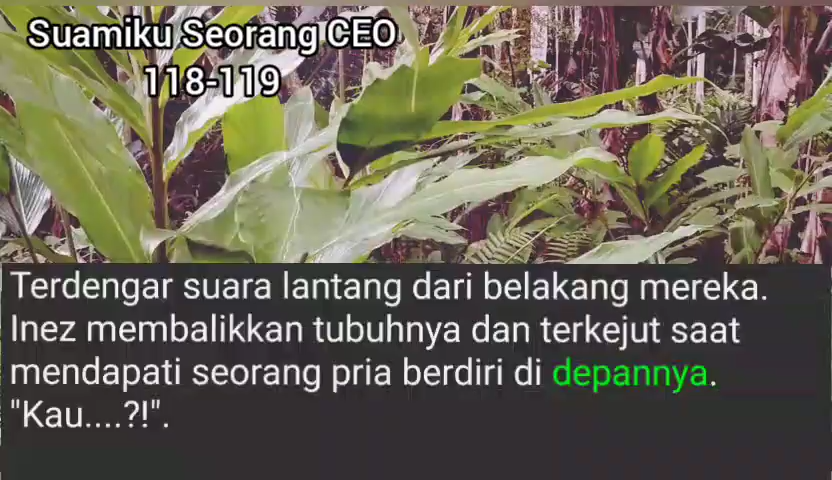 Suamiku Seorang CEO
118-119
Terdengar suara lantang dari belakang mereka.
Inez membalikkan tubuhnya dan terkejut saat
mendapati seorang pria berdiri di depannya.
"Kau....?!".